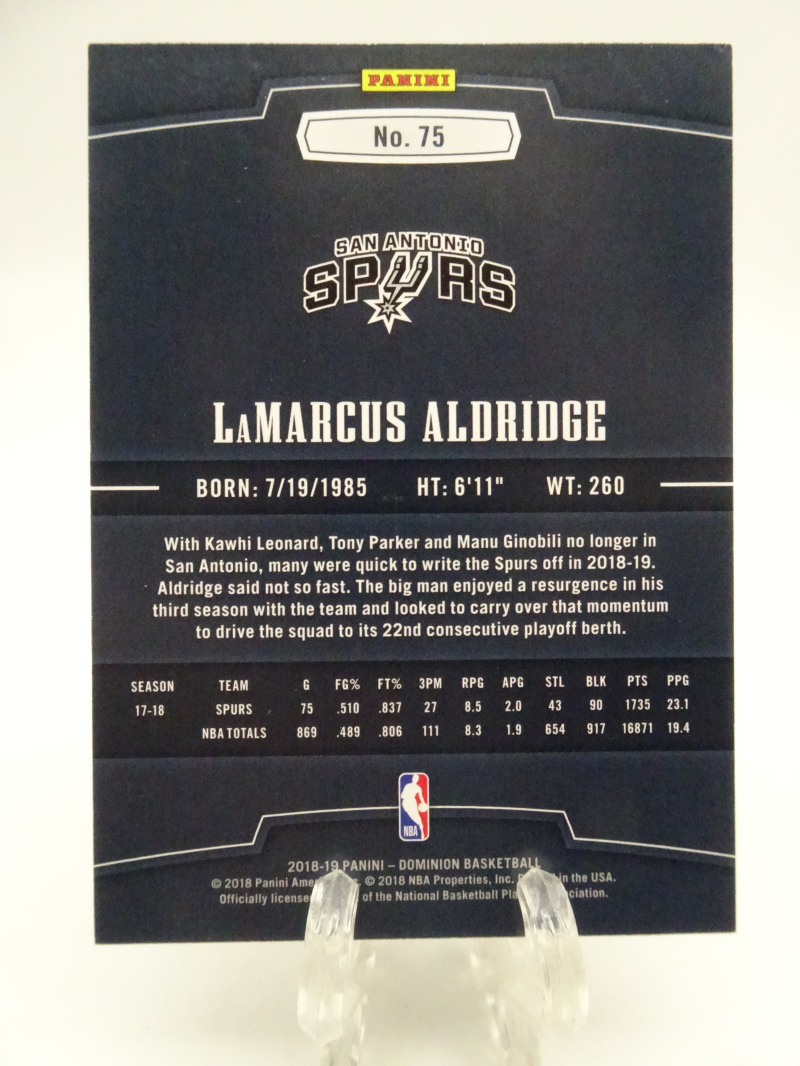 PANINI
No. 75
SAN ANTONIO
SPURS
LaMARCUS ALDRIDGE
BORN: 7/19/1985 HT: 6'11" WT: 260
With Kawhi Leonard, Tony Parker and Manu Ginobili no longer in
San Antonio, many were quick to write the Spurs off in 2018-19.
Aldridge said not so fast. The big man enjoyed a resurgence in his
third season with the team and looked to carry over that momentum
to drive the squad to its 22nd consecutive playoff berth.
SEASON TEAM G FG% FT% 3PM RPG APG STL BLK PTS PPG
17-18 SPURS 75 .510 .837 27 8.5 2.0 43 90 1735 23.1
NBA TOTALS 869 .489 .806 111 8.3 1.9 654 917 16871 19.4
NBA
2018-19 PANINI – DOMINION BASKETBALL
© 2018 Panini © 2018 NBA Properties, Inc. in the USA.
Officially of the National Basketball